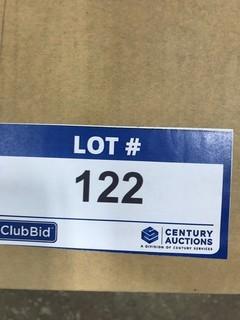 LOT #
122
ClubBid
CENTURY
AUCTIONS
A DIVISION OF CENTURY SERVICES